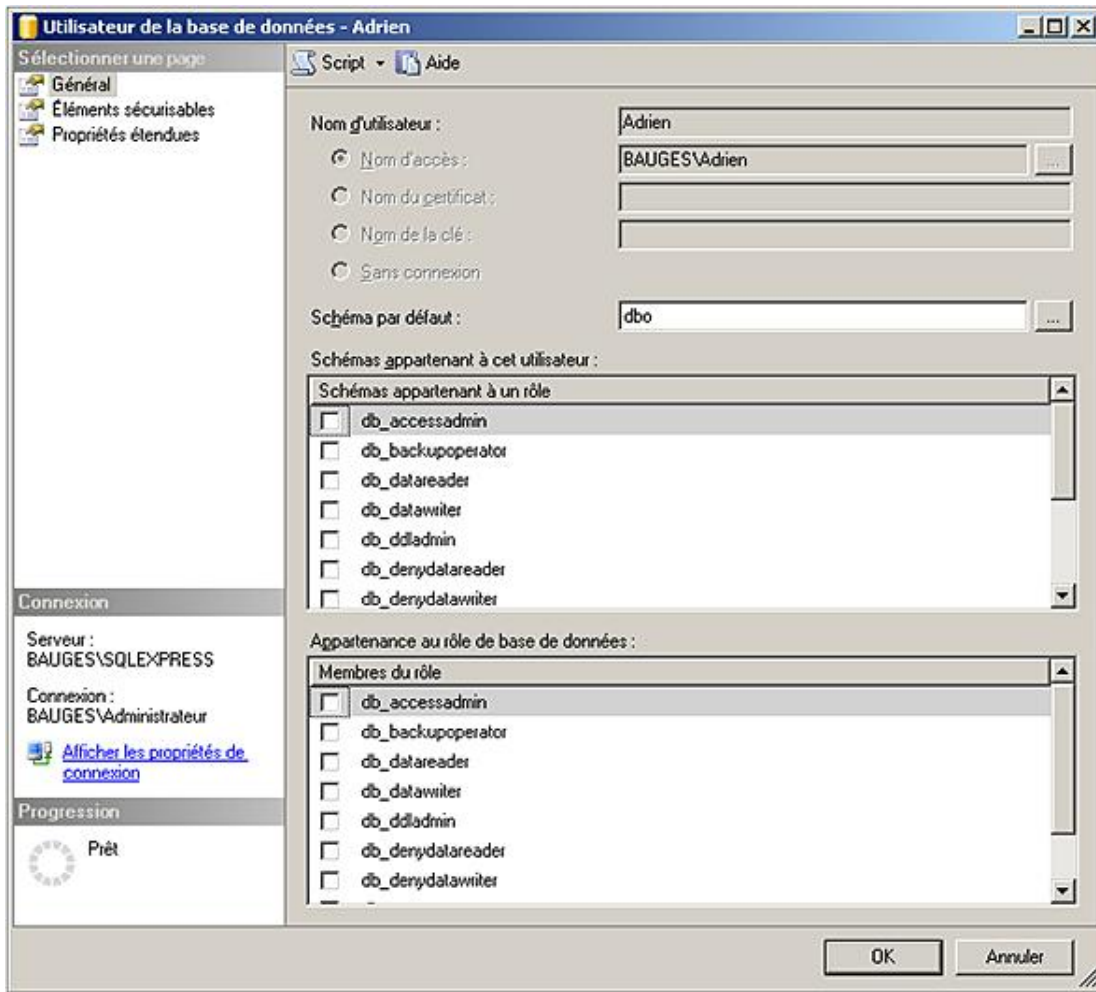 Utilisateur de la base de données - Adrien
Sélectionner une page
Général
Éléments sécurisables
Propriétés étendues
Script
Aide
Nom d'utilisateur :
Adrien
Nom d'accès :
BAUGES\Adrien
...
Nom du certificat :
Nom de la clé :
Sans connexion
Schéma par défaut :
dbo
...
Schémas appartenant à cet utilisateur :
Schémas appartenant à un rôle
db_accessadmin
db_backupoperator
db_datareader
db_datawriter
db_ddladmin
db_denydatareader
db_denydatawriter
Appartenance au rôle de base de données :
Membres du rôle
db_accessadmin
db_backupoperator
db_datareader
db_datawriter
db_ddladmin
db_denydatareader
db_denydatawriter
Connexion
Serveur :
BAUGES\SQLEXPRESS
Connexion :
BAUGES\Administrateur
Afficher les propriétés de
connexion
Progression
Prêt
OK
Annuler